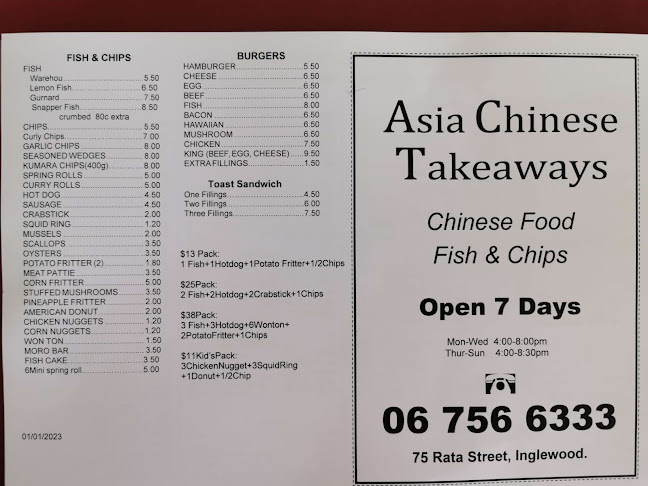 FISH & CHIPS
FISH
Warehou 5.50
Lemon Fish 6.50
Gurnard 7.50
Snapper Fish 8.50
crumbed 80c extra
CHIPS 5.50
Curly Chips 7.00
GARLIC CHIPS 8.00
SEASONED WEDGES 8.00
KUMARA CHIPS(400g) 8.00
SPRING ROLLS 5.00
CURRY ROLLS 5.00
HOT DOG 4.50
SAUSAGE 4.50
CRABSTICK 2.00
SQUID RING 1.20
MUSSELS 2.00
SCALLOPS 3.50
OYSTERS 3.50
POTATO FRITTER (2) 1.80
MEAT PATTIE 3.50
CORN FRITTER 5.00
STUFFED MUSHROOMS 3.50
PINEAPPLE FRITTER 2.00
AMERICAN DONUT 2.00
CHICKEN NUGGETS 1.20
CORN NUGGETS 1.20
WON TON 1.50
MORO BAR 3.50
FISH CAKE 3.50
6Mini spring roll 5.00
01/01/2023
BURGERS
HAMBURGER 5.50
CHEESE 6.50
EGG 6.50
BEEF 6.50
FISH 8.00
BACON 6.50
HAWAIIAN 6.50
MUSHROOM 6.50
CHICKEN 7.50
KING (BEEF, EGG, CHEESE) 9.50
EXTRA FILLINGS 1.50
Toast Sandwich
One Fillings 4.50
Two Fillings 6.00
Three Fillings 7.50
$13 Pack:
1 Fish+1Hotdog+1Potato Fritter+1/2Chips
$25Pack:
2 Fish+2Hotdog+2Crabstick+1Chips
$38Pack:
3 Fish+3Hotdog+6Wonton+
2PotatoFritter+1Chips
$11Kid'sPack:
3ChickenNugget+3SquidRing
+1Donut+1/2Chip
Asia Chinese
Takeaways
Chinese Food
Fish & Chips
Open 7 Days
Mon-Wed 4:00-8:00pm
Thur-Sun 4:00-8:30pm
06 756 6333
75 Rata Street, Inglewood.